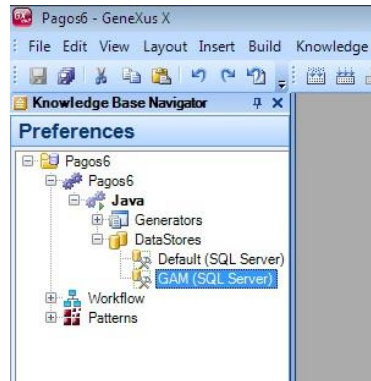 Pagos6 - GeneXus X
File Edit View Layout Insert Build Knowledge
Knowledge Base Navigator
Preferences
Pagos6
Pagos6
Java
Generators
DataStores
Default (SQL Server)
GAM (SQL Server)
Workflow
Patterns